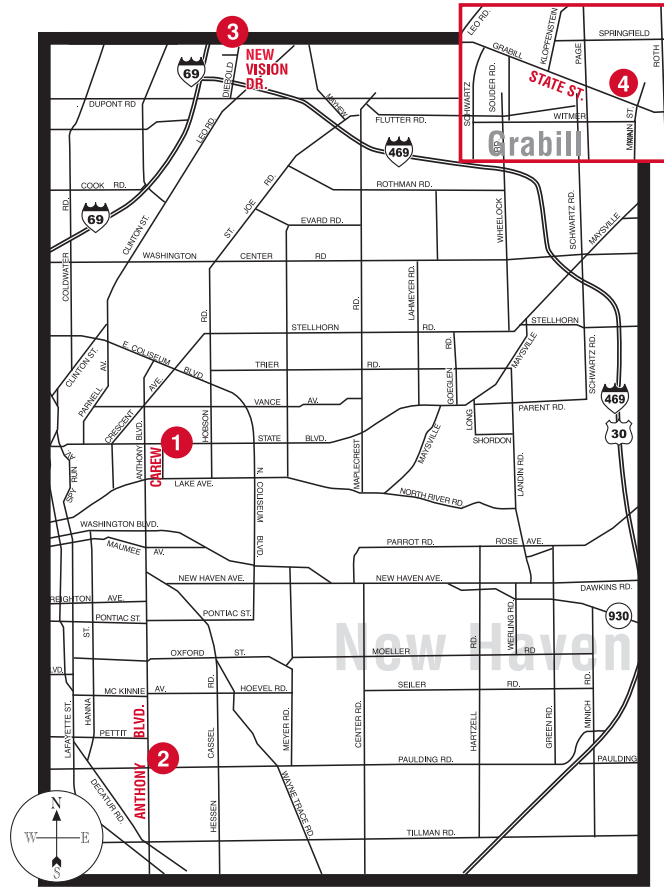 3
NEW
VISION
DR.
69
DIEBOLD
LEO RD.
DUPONT RD.
MAYHEW
FLUTTER RD.
469
LEO RD.
GRABILL
KLOPFENSTEIN
PAGE
SPRINGFIELD
ROTH
STATE ST.
4
SCHWARTZ
SOUDER RD.
WITMER
MAIN ST.
RD.
Grabill
COOK RD.
RD.
69
ST. JOE RD.
ROTHMAN RD.
EVARD RD.
WHEELOCK
SCHWARTZ RD.
MAYSVILLE
CLINTON ST.
WASHINGTON CENTER RD
COLDWATER
RD.
LAHMEYER RD.
STELLHORN RD.
STELLHORN
E. COLISEUM BLVD
CLINTON ST.
PARNELL AV.
CRESCENT AVE.
HOBSON RD.
TRIER RD.
GOEGLEN RD.
MAYSVILLE
SCHWARTZ RD.
469
30
VANCE AV.
PARENT RD.
LONG
SHORDON
1
STATE BLVD.
ANTHONY BLVD.
CAREW
MAPLECREST
MAYSVILLE
LANDIN RD.
SPY RUN AV.
LAKE AVE.
NORTH RIVER RD
N. COLISEUM BLVD.
WASHINGTON BLVD.
MAUMEE AV.
PARROT RD.
ROSE AVE.
NEW HAVEN AVE.
NEW HAVEN AVE.
DAWKINS RD.
REIGHTON AVE.
PONTIAC ST.
PONTIAC ST.
930
WERLING RD.
New Haven
OXFORD ST.
MOELLER RD
LVD.
ST.
RD.
MC KINNIE AV.
HOEVEL RD.
SEILER RD.
RD.
LAFAYETTE ST.
HANNA
ANTHONY BLVD.
CASSEL RD.
MEYER RD.
CENTER RD.
HARTZELL
GREEN RD.
MINICH
PETTIT
2
PAULDING RD.
PAULDING
DECATUR RD.
HESSEN
WAYNE TRACE RD.
TILLMAN RD.
N
W E
S